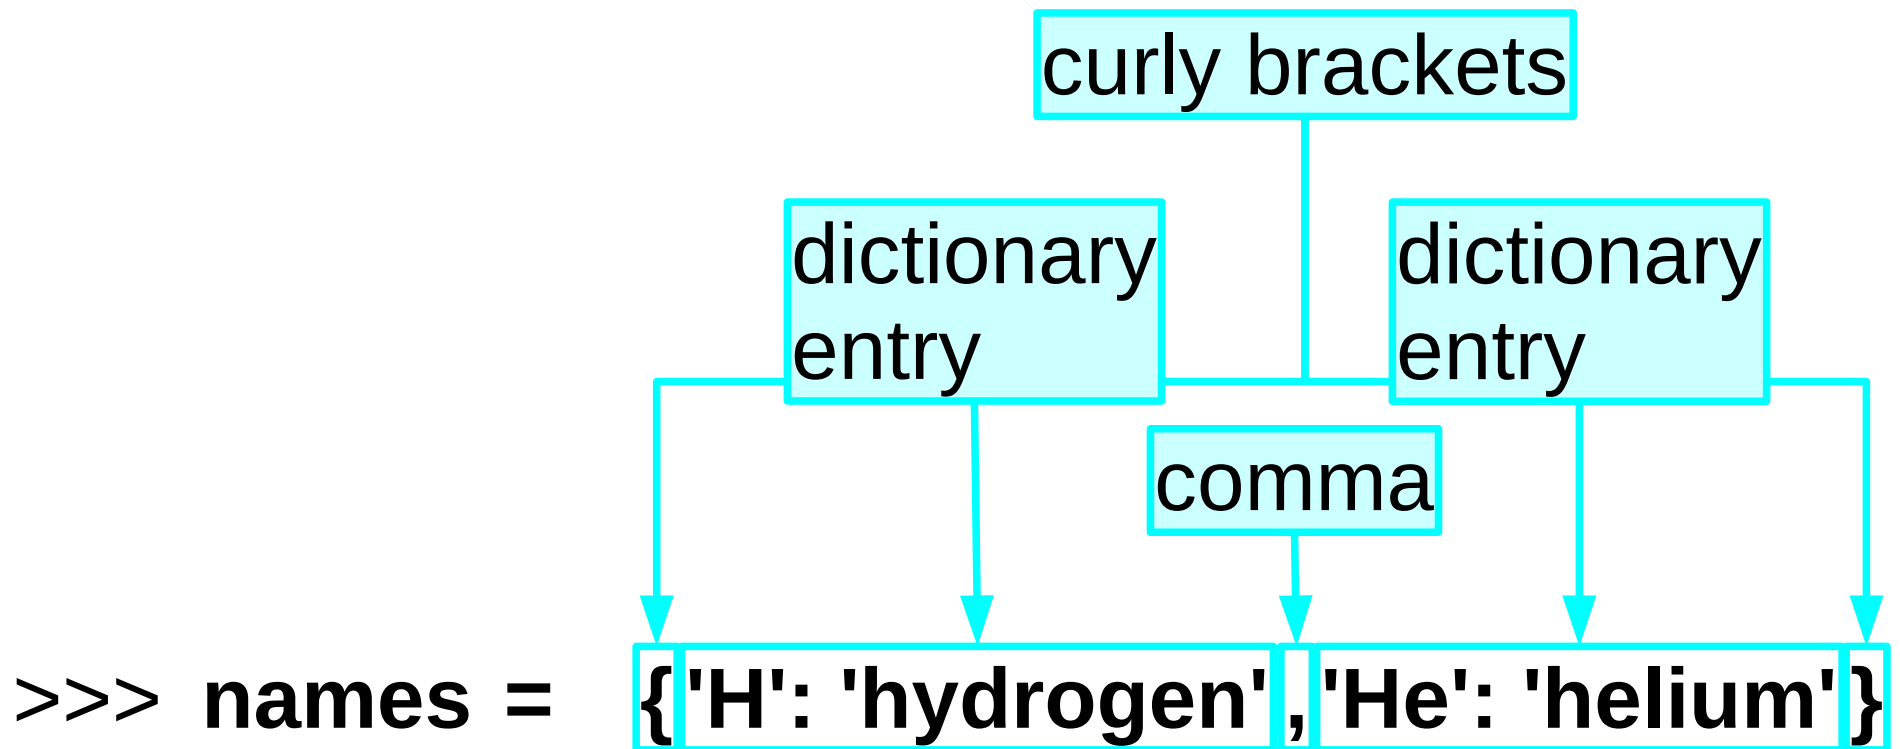 curly brackets
dictionary
entry
dictionary
entry
comma
>>> names = {'H': 'hydrogen','He': 'helium'}